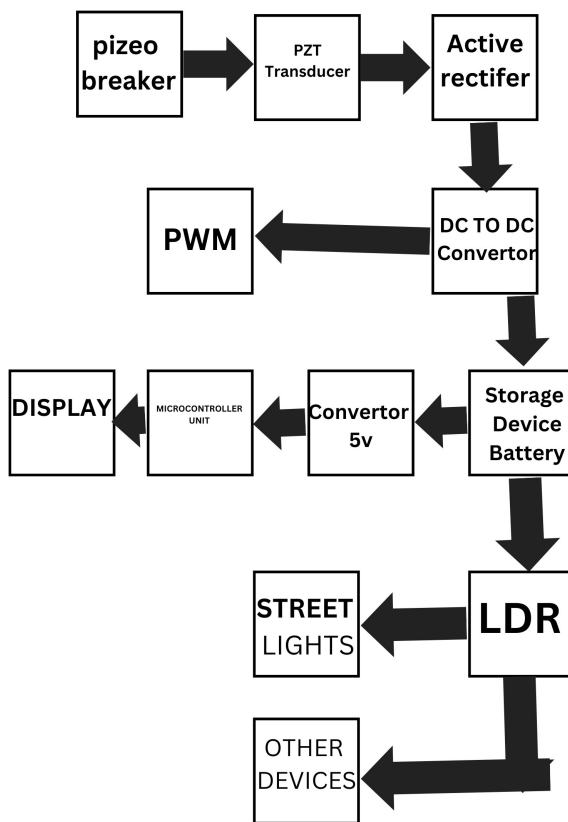 pizeo
breaker
PZT
Transducer
Active
rectifer
PWM
DC TO DC
Convertor
DISPLAY
MICROCONTROLLER
UNIT
Convertor
5v
Storage
Device
Battery
STREET
LIGHTS
LDR
OTHER
DEVICES